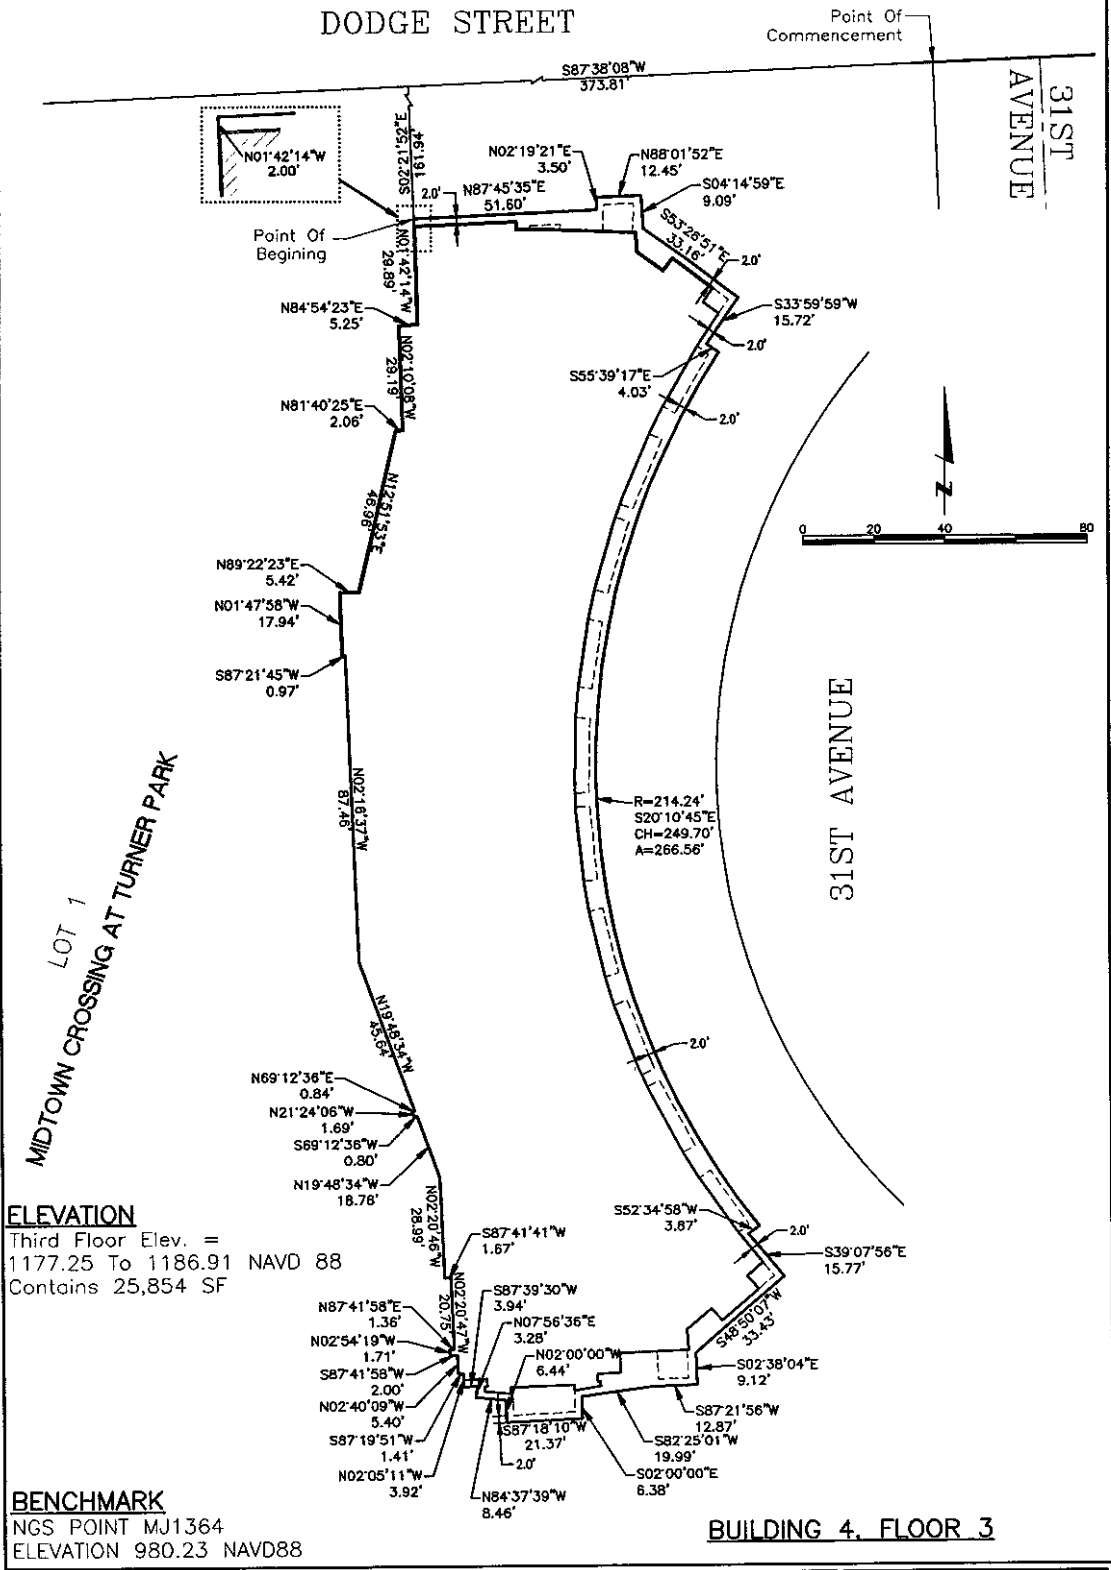 DODGE STREET
Point Of
Commencement
S87°38'08"W
373.81'
31ST
AVENUE
S02°21'52"E
161.94'
N01°42'14"W
2.00'
N02°19'21"E
3.50'
N88°01'52"E
12.45'
S04°14'59"E
9.09'
2.0'
N87°45'35"E
51.60'
S53°26'51"E
33.16'
2.0'
Point Of
Begining
N01°42'14"W
29.89'
S33°59'59"W
15.72'
2.0'
N84°54'23"E
5.25'
N02°10'08"W
29.19'
S55°39'17"E
4.03'
2.0'
N81°40'25"E
2.06'
N12°51'53"E
46.96'
Z
0 20 40 80
N89°22'23"E
5.42'
N01°47'58"W
17.94'
S87°21'45"W
0.97'
31ST AVENUE
N02°16'37"W
87.46'
R=214.24'
S20°10'45"E
CH=249.70'
A=266.56'
LOT 1
MIDTOWN CROSSING AT TURNER PARK
N19°48'34"W
45.64'
2.0'
N69°12'36"E
0.84'
N21°24'06"W
1.69'
S69°12'36"W
0.80'
N19°48'34"W
18.76'
N02°20'46"W
28.99'
S52°34'58"W
3.87'
2.0'
S39°07'56"E
15.77'
ELEVATION
Third Floor Elev. =
1177.25 To 1186.91 NAVD 88
Contains 25,854 SF
S87°41'41"W
1.67'
N02°20'47"W
20.75'
S87°39'30"W
3.94'
N07°56'36"E
3.28'
N02°00'00"W
6.44'
S48°50'07"W
33.43'
N87°41'58"E
1.36'
N02°54'19"W
1.71'
S87°41'58"W
2.00'
N02°40'09"W
5.40'
S87°19'51"W
1.41'
N02°05'11"W
3.92'
S02°38'04"E
9.12'
S87°21'56"W
12.87'
S82°25'01"W
19.99'
S87°18'10"W
21.37'
2.0'
S02°00'00"E
6.38'
N84°37'39"W
8.46'
BENCHMARK
NGS POINT MJ1364
ELEVATION 980.23 NAVD88
BUILDING 4, FLOOR 3